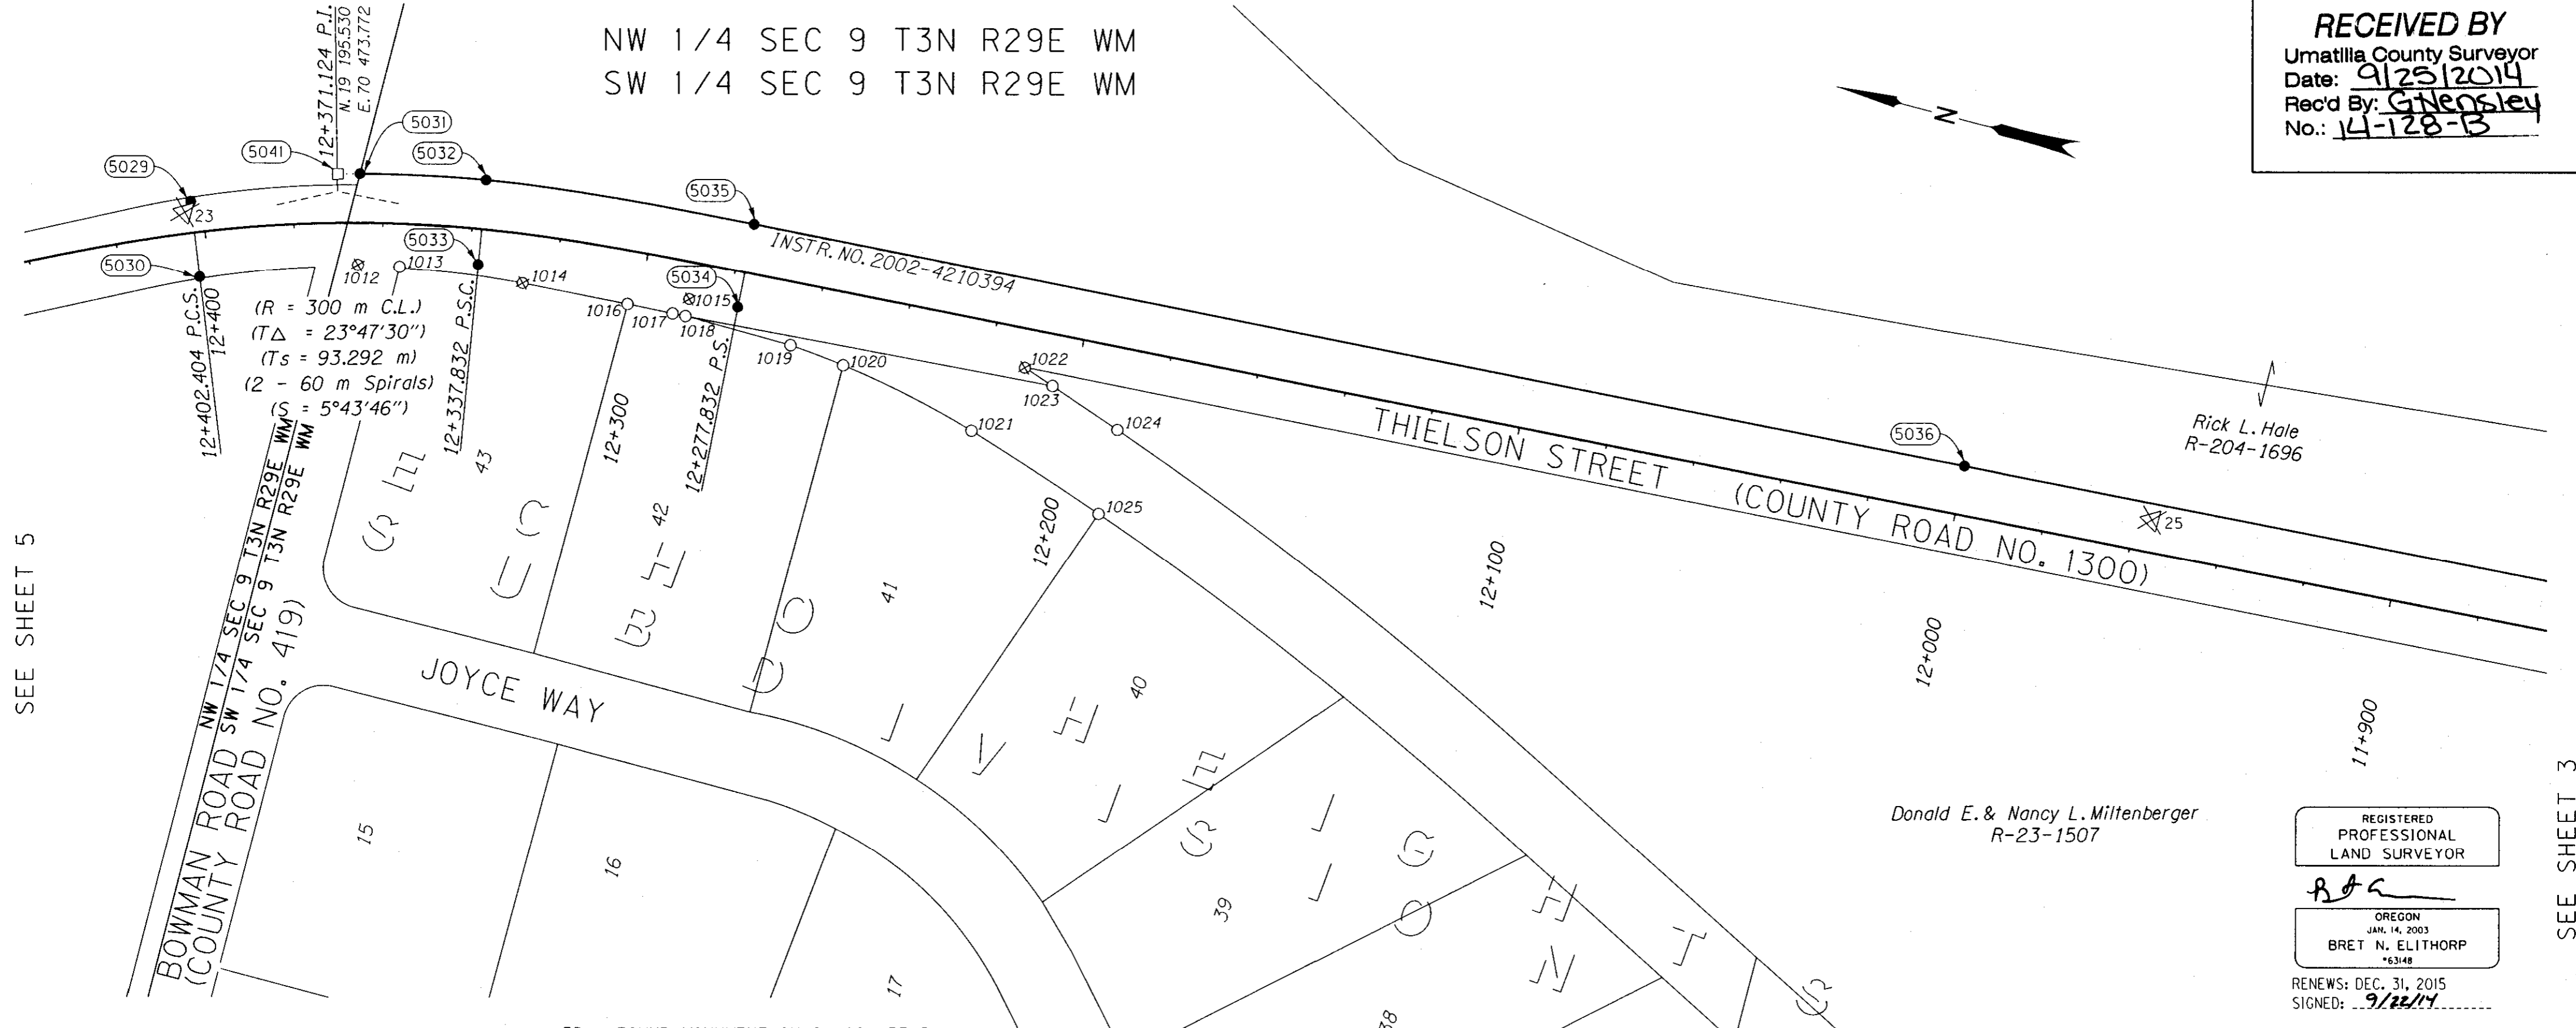 NW 1/4 SEC 9 T3N R29E WM
SW 1/4 SEC 9 T3N R29E WM
RECEIVED BY
Umatilla County Surveyor
Date: 9/25/2014
Rec'd By: GHensley
No.: 14-128-B
12+371.124 P.I.
N.19 195.530
E.70 473.772
N
5029
5041
5031
5032
5035
23
5030
5033
5034
1012
1013
1014
1015
1016
1017
1018
1019
1020
1021
1022
1023
1024
1025
5036
25
INSTR. NO. 2002-4210394
12+402.404 P.C.S.
12+400
(R = 300 m C.L.)
(T△ = 23°47'30")
(Ts = 93.292 m)
(2 - 60 m Spirals)
(S = 5°43'46")
12+337.832 P.S.C.
12+300
12+277.832 P.S.
12+200
12+100
12+000
11+900
THIELSON STREET (COUNTY ROAD NO. 1300)
Rick L. Hale
R-204-1696
NW 1/4 SEC 9 T3N R29E WM
SW 1/4 SEC 9 T3N R29E WM
BOWMAN ROAD
(COUNTY ROAD NO. 419)
JOYCE WAY
43
42
41
40
39
38
15
16
17
SEE SHEET 5
SEE SHEET 3
Donald E. & Nancy L. Miltenberger
R-23-1507
REGISTERED
PROFESSIONAL
LAND SURVEYOR
OREGON
JAN. 14, 2003
BRET N. ELITHORP
*63148
RENEWS: DEC. 31, 2015
SIGNED: 9/22/14